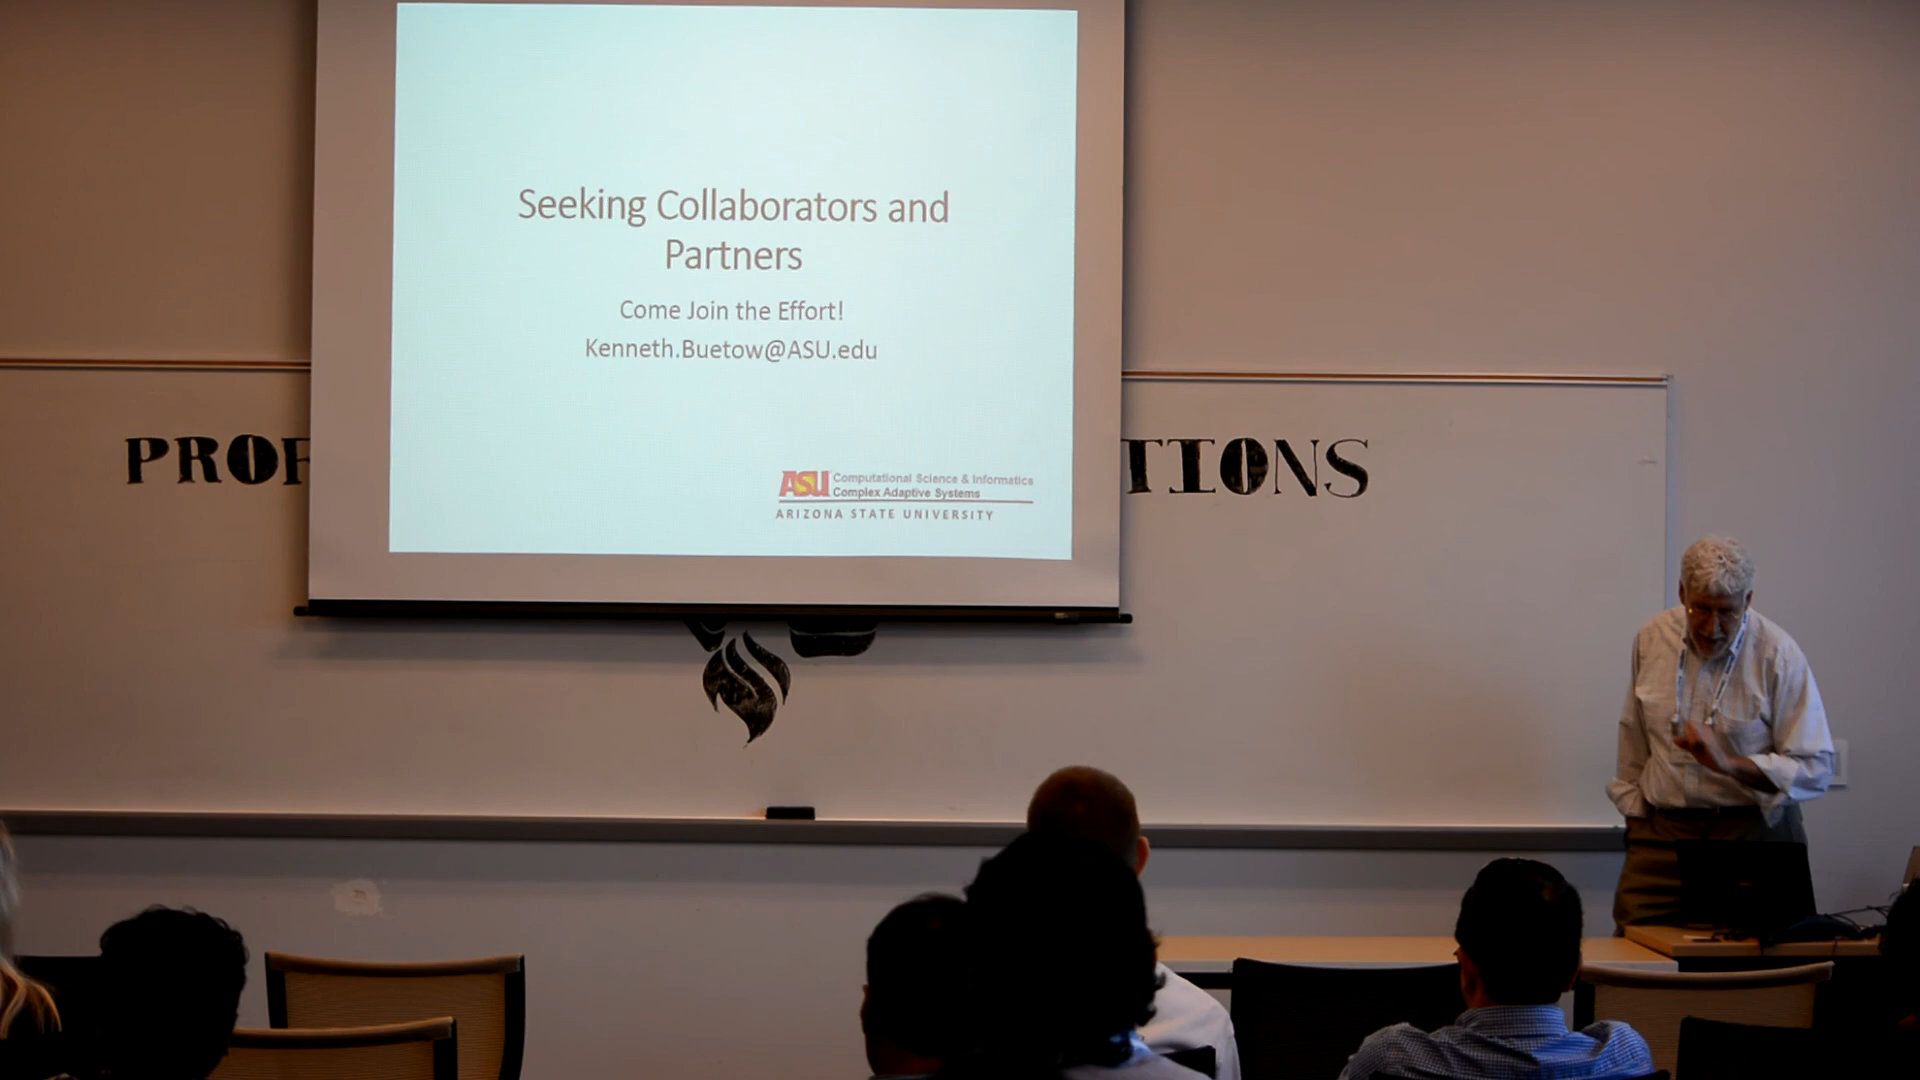 Seeking Collaborators and
Partners
Come Join the Effort!
Kenneth.Buetow@ASU.edu
ASU Computational Science & Informatics
Complex Adaptive Systems
ARIZONA STATE UNIVERSITY
PROF TIONS